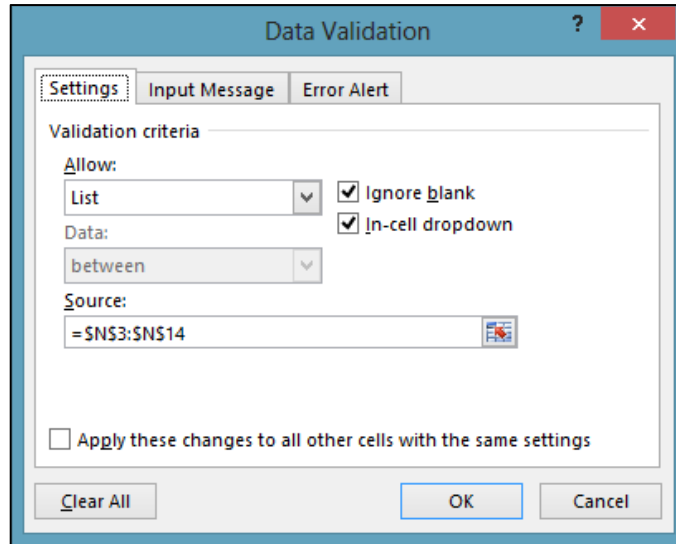 Data Validation ?
Settings Input Message Error Alert
Validation criteria
Allow:
List Ignore blank
Data: In-cell dropdown
between
Source:
=$N$3:$N$14
Apply these changes to all other cells with the same settings
Clear All OK Cancel